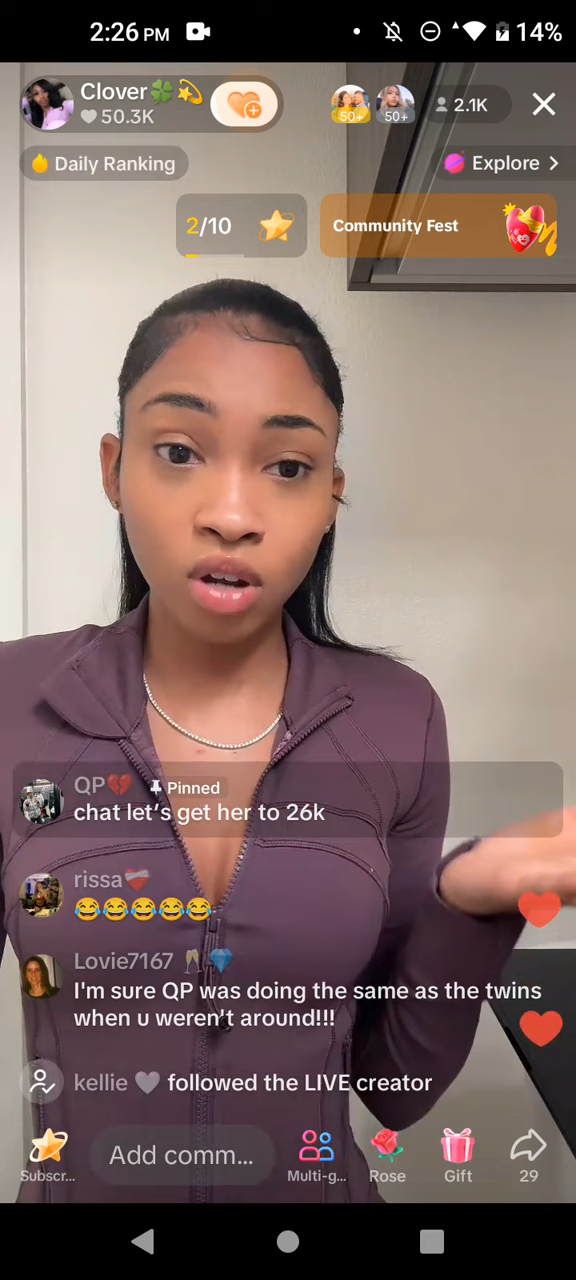 2:26 PM
14%
Clover🍀💫
50.3K
50+
50+
2.1K
Daily Ranking
Explore >
2/10
Community Fest
QP💔 Pinned
chat let's get her to 26k
rissa❤️‍🩹
😂😂😂😂😂
Lovie7167 🥂💎
I'm sure QP was doing the same as the twins
when u weren't around!!!
kellie 🩶 followed the LIVE creator
Add comm...
Subscr...
Multi-g...
Rose
Gift
29